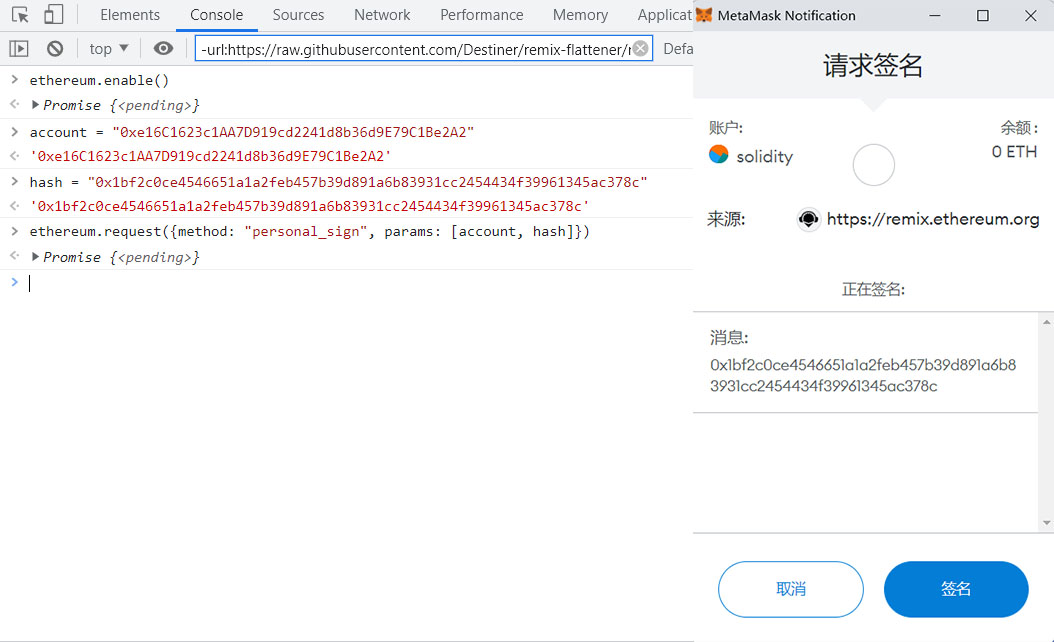 Elements Console Sources Network Performance Memory Applicat
top -url:https://raw.githubusercontent.com/Destiner/remix-flattener/r Defa
ethereum.enable()
Promise {<pending>}
account = "0xe16C1623c1AA7D919cd2241d8b36d9E79C1Be2A2"
'0xe16C1623c1AA7D919cd2241d8b36d9E79C1Be2A2'
hash = "0x1bf2c0ce4546651a1a2feb457b39d891a6b83931cc2454434f39961345ac378c"
'0x1bf2c0ce4546651a1a2feb457b39d891a6b83931cc2454434f39961345ac378c'
ethereum.request({method: "personal_sign", params: [account, hash]})
Promise {<pending>}
MetaMask Notification
请求签名
账户: 余额:
solidity 0 ETH
来源: https://remix.ethereum.org
正在签名:
消息:
0x1bf2c0ce4546651a1a2feb457b39d891a6b8
3931cc2454434f39961345ac378c
取消 签名